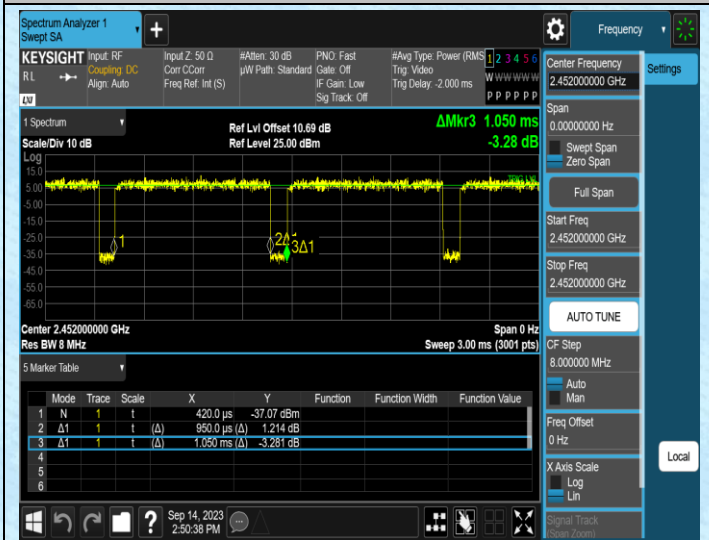 Spectrum Analyzer 1
Swept SA
+
Frequency
KEYSIGHT
RL
LXI
Input: RF
Coupling: DC
Align: Auto
Input Z: 50 Ω
Corr CCorr
Freq Ref: Int (S)
#Atten: 30 dB
µW Path: Standard
PNO: Fast
Gate: Off
IF Gain: Low
Sig Track: Off
#Avg Type: Power (RMS
Trig: Video
Trig Delay: -2.000 ms
1 2 3 4 5 6
W W W W W W
P P P P P P
1 Spectrum
Scale/Div 10 dB
Ref Lvl Offset 10.69 dB
Ref Level 25.00 dBm
ΔMkr3 1.050 ms
-3.28 dB
Log
15.0
5.00
-5.00
-15.0
-25.0
-35.0
-45.0
-55.0
-65.0
TRIG LVL
1
2Δ1
3Δ1
Center 2.452000000 GHz
Res BW 8 MHz
Span 0 Hz
Sweep 3.00 ms (3001 pts)
5 Marker Table
Mode Trace Scale X Y Function Function Width Function Value
1 N 1 t 420.0 µs -37.07 dBm
2 Δ1 1 t (Δ) 950.0 µs (Δ) 1.214 dB
3 Δ1 1 t (Δ) 1.050 ms (Δ) -3.281 dB
4
5
6
Sep 14, 2023
2:50:38 PM
?
Center Frequency
2.452000000 GHz
Span
0.00000000 Hz
Swept Span
Zero Span
Full Span
Start Freq
2.452000000 GHz
Stop Freq
2.452000000 GHz
AUTO TUNE
CF Step
8.000000 MHz
Auto
Man
Freq Offset
0 Hz
X Axis Scale
Log
Lin
Signal Track
(Span Zoom)
Settings
Local